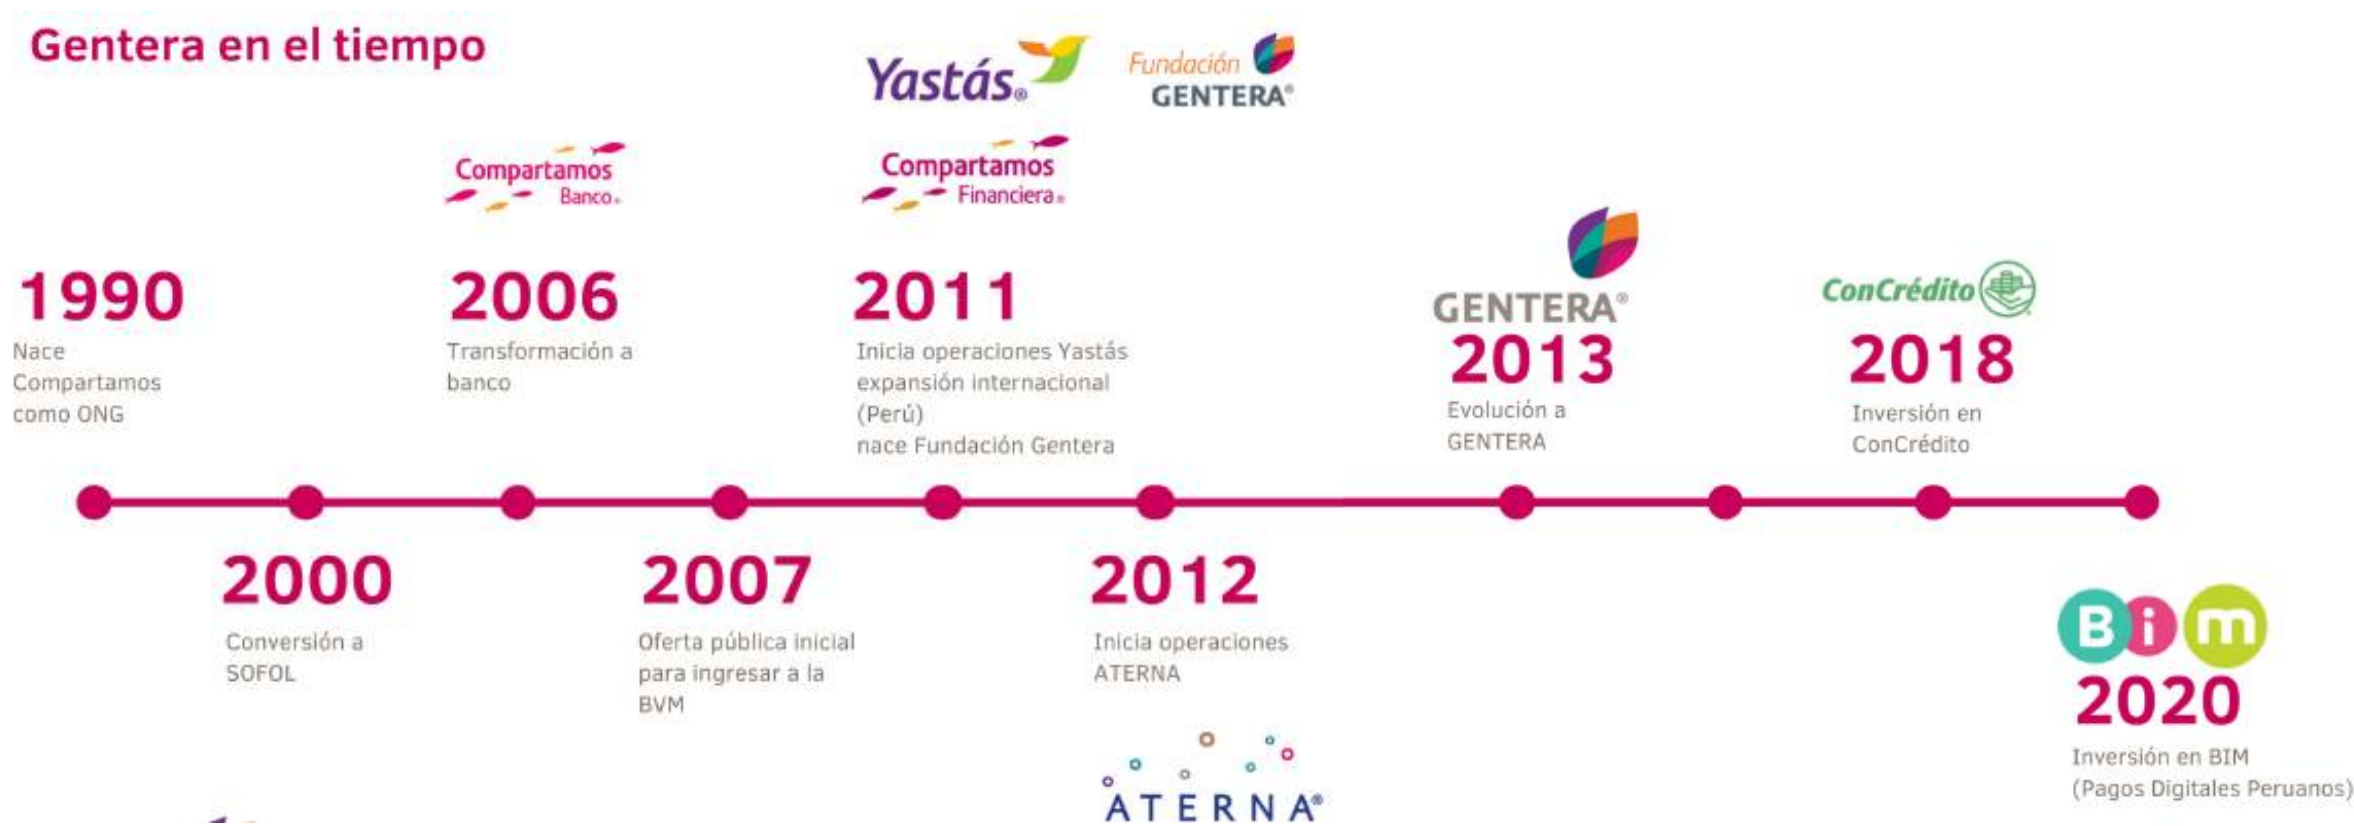 Gentera en el tiempo
Yastás®
Fundación
GENTERA®
Compartamos
Banco®
Compartamos
Financiera®
1990
Nace
Compartamos
como ONG
2000
Conversión a
SOFOL
2006
Transformación a
banco
2007
Oferta pública inicial
para ingresar a la
BVM
2011
Inicia operaciones Yastás
expansión internacional
(Perú)
nace Fundación Gentera
2012
Inicia operaciones
ATERNA
ATERNA®
GENTERA®
2013
Evolución a
GENTERA
ConCrédito
2018
Inversión en
ConCrédito
Bim
2020
Inversión en BIM
(Pagos Digitales Peruanos)